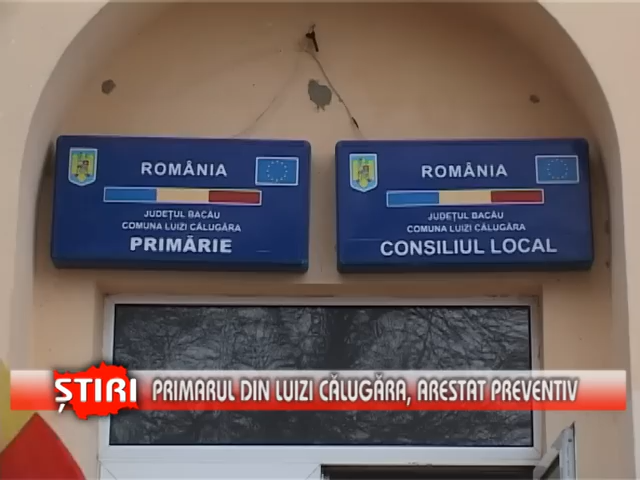 ROMÂNIA
JUDEȚUL BACĂU
COMUNA LUIZI CĂLUGĂRA
PRIMĂRIE
ROMÂNIA
JUDEȚUL BACĂU
COMUNA LUIZI CĂLUGĂRA
CONSILIUL LOCAL
ȘTIRI PRIMARUL DIN LUIZI CĂLUGĂRA, ARESTAT PREVENTIV